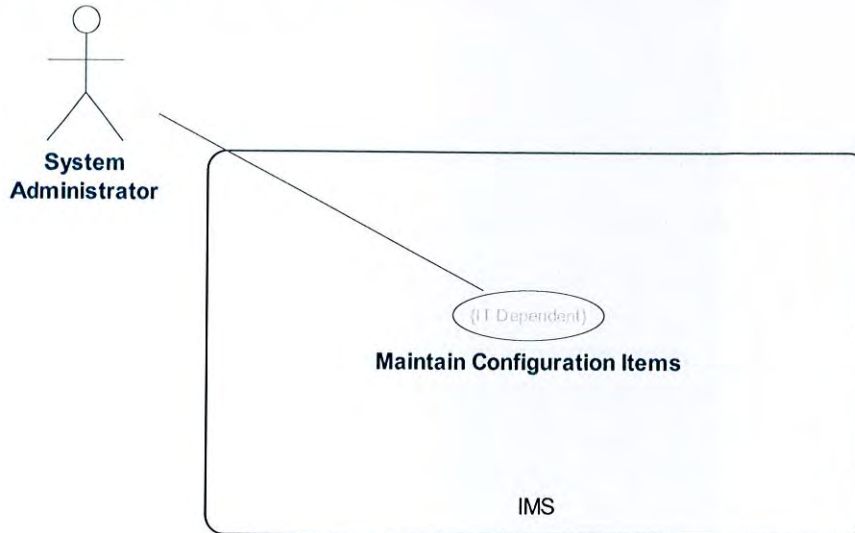 System
Administrator
(IT Dependent)
Maintain Configuration Items
IMS